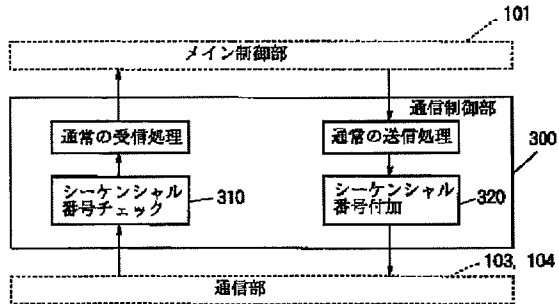 101
メイン制御部
通信制御部
通常の受信処理
通常の送信処理
300
シーケンシャル
番号チェック
310
シーケンシャル
番号付加
320
103, 104
通信部